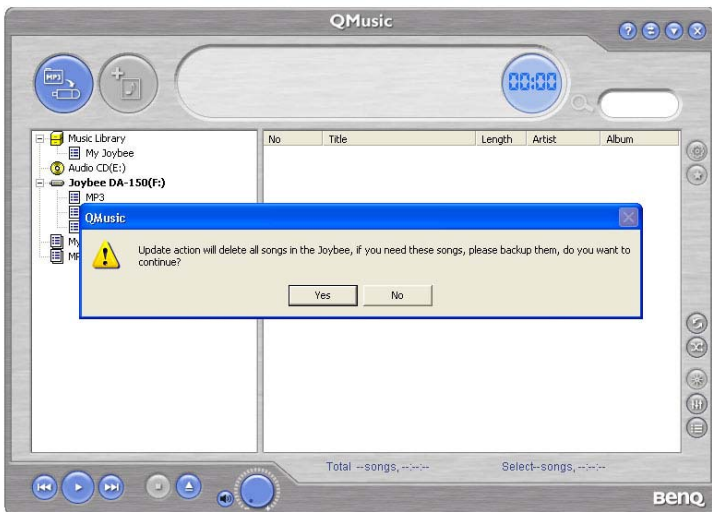 QMusic
?
MP3
00:00
Music Library
My Joybee
Audio CD(E:)
Joybee DA-150(F:)
MP3
No Title Length Artist Album
QMusic
Update action will delete all songs in the Joybee, if you need these songs, please backup them, do you want to
continue?
Yes No
Total --songs, --:--:--
Select--songs, --:--:--
BenQ